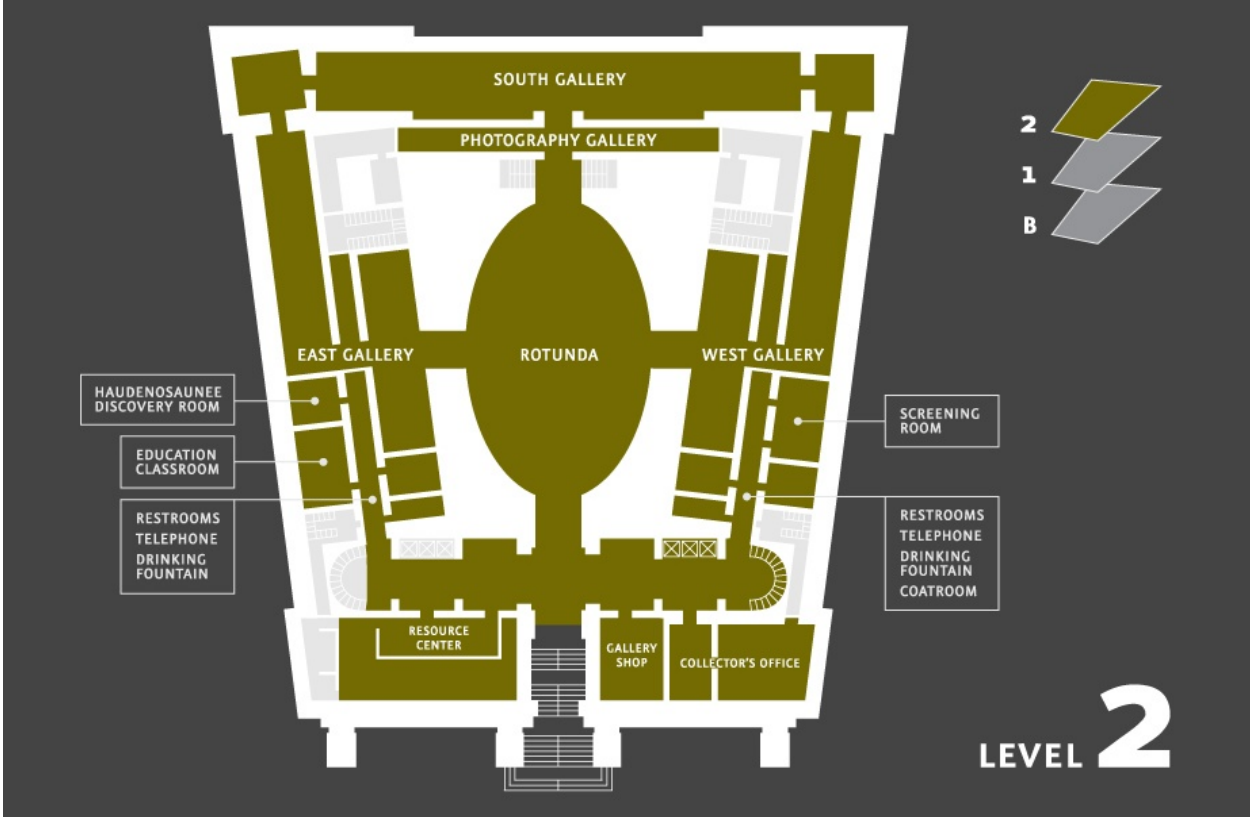 SOUTH GALLERY
PHOTOGRAPHY GALLERY
2
1
B
EAST GALLERY
ROTUNDA
WEST GALLERY
HAUDENOSAUNEE
DISCOVERY ROOM
EDUCATION
CLASSROOM
RESTROOMS
TELEPHONE
DRINKING
FOUNTAIN
SCREENING
ROOM
RESTROOMS
TELEPHONE
DRINKING
FOUNTAIN
COATROOM
RESOURCE
CENTER
GALLERY
SHOP
COLLECTOR'S OFFICE
LEVEL 2